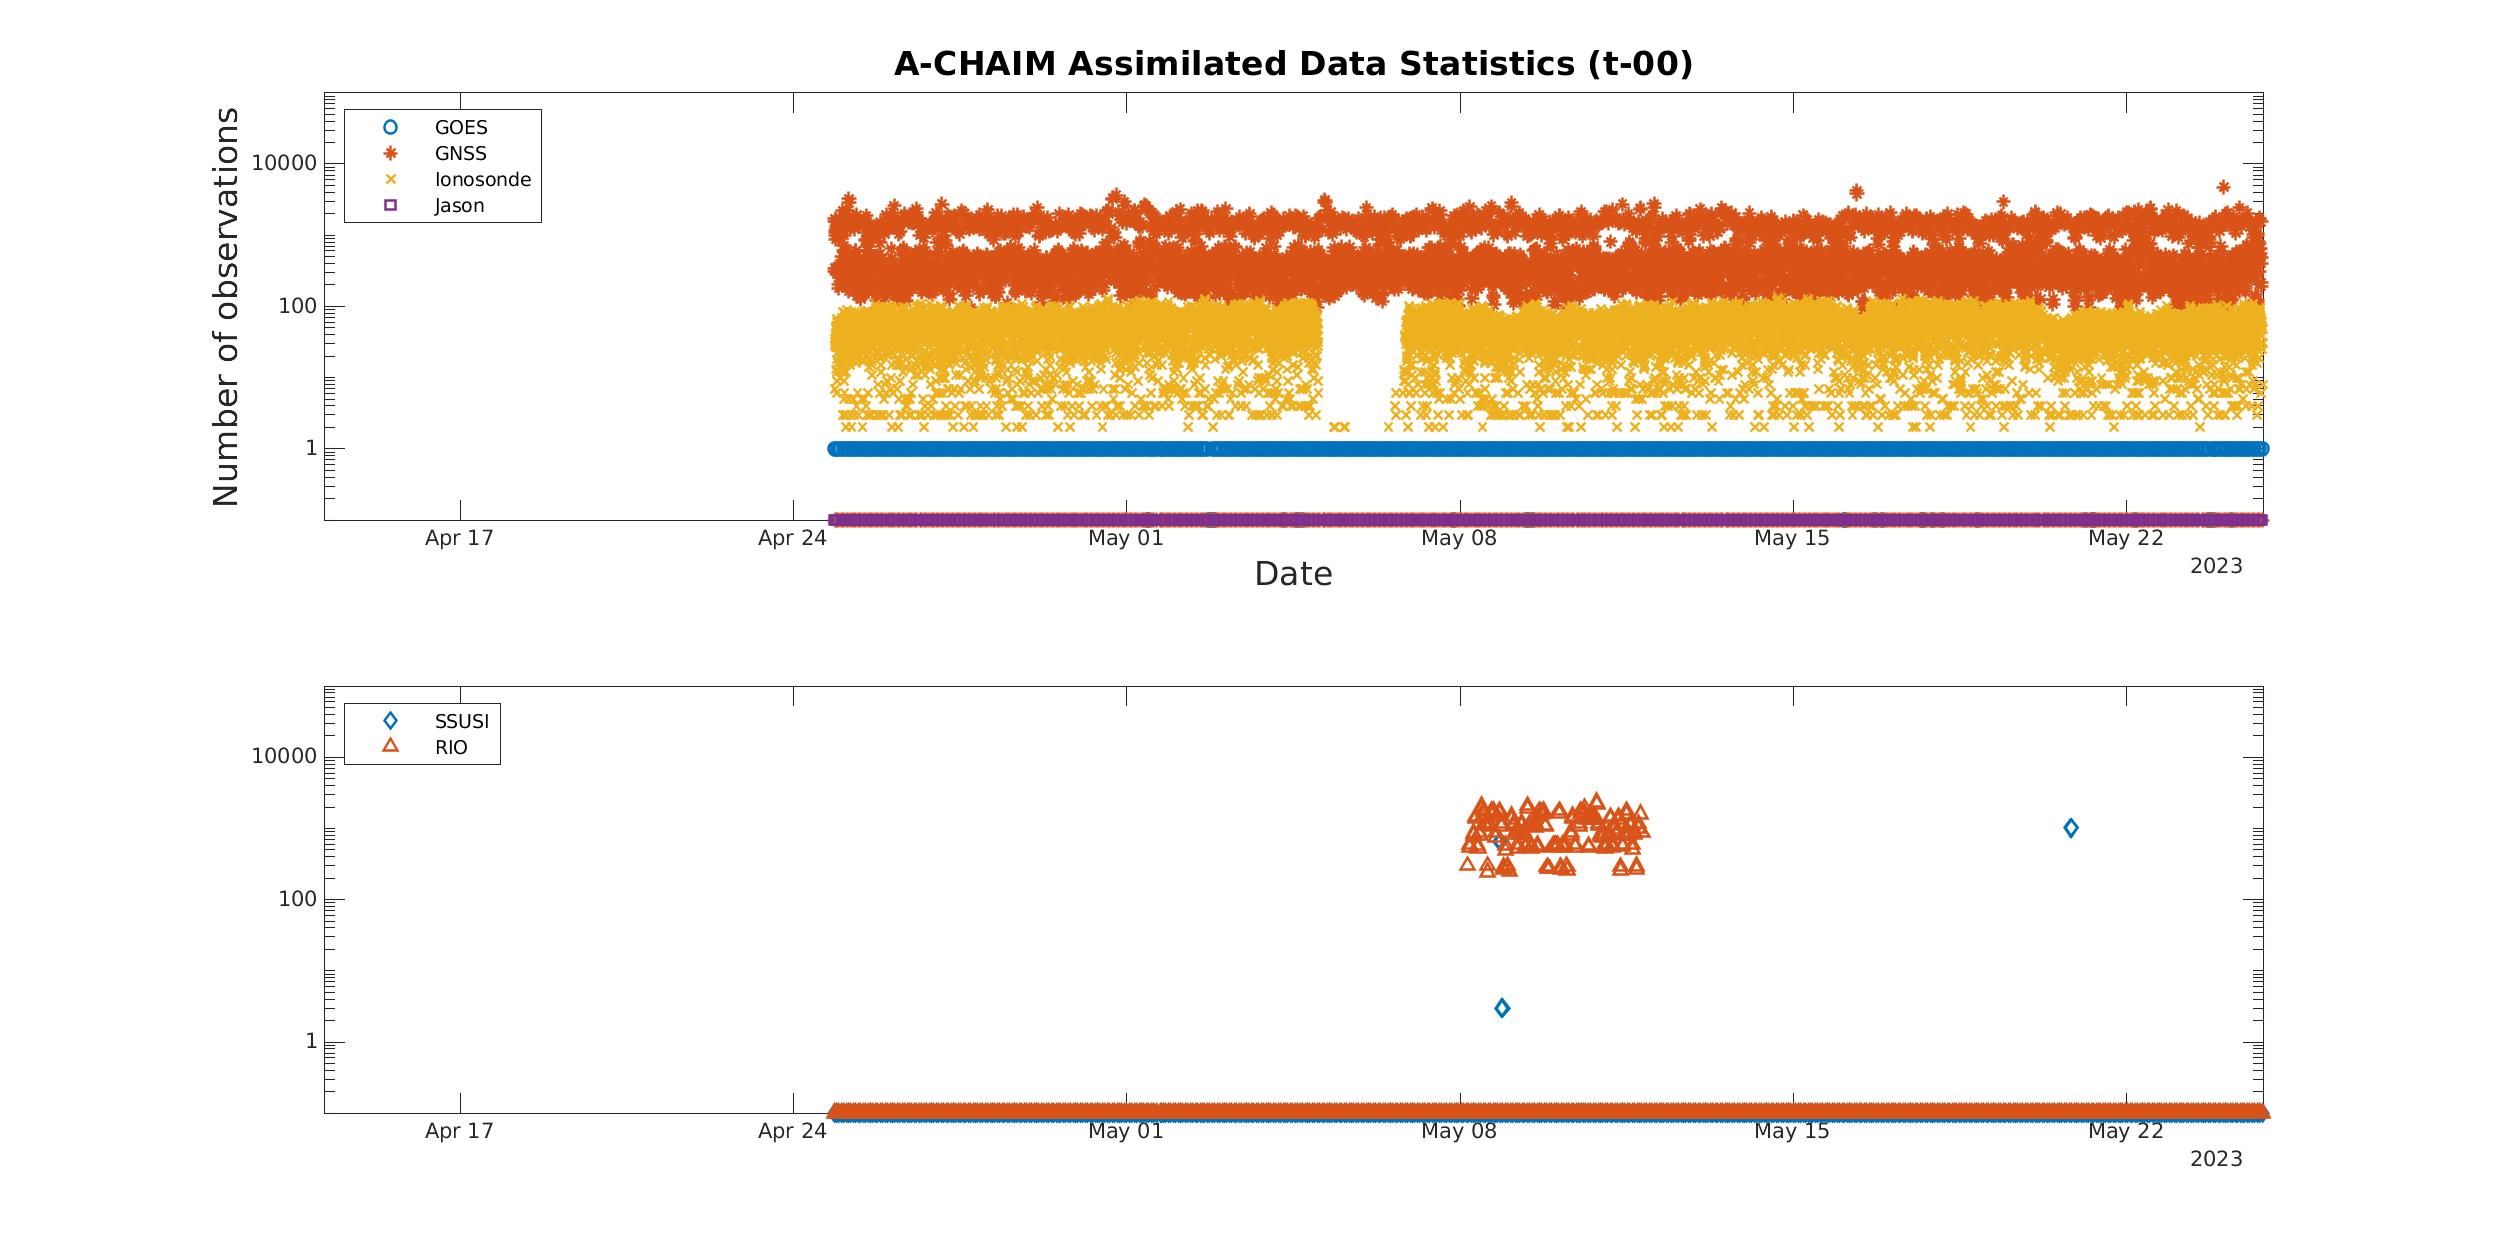 A-CHAIM Assimilated Data Statistics (t-00)
GOES
GNSS
Ionosonde
Jason
Number of observations
10000
100
1
Apr 17
Apr 24
May 01
May 08
May 15
May 22
2023
Date
SSUSI
RIO
10000
100
1
Apr 17
Apr 24
May 01
May 08
May 15
May 22
2023